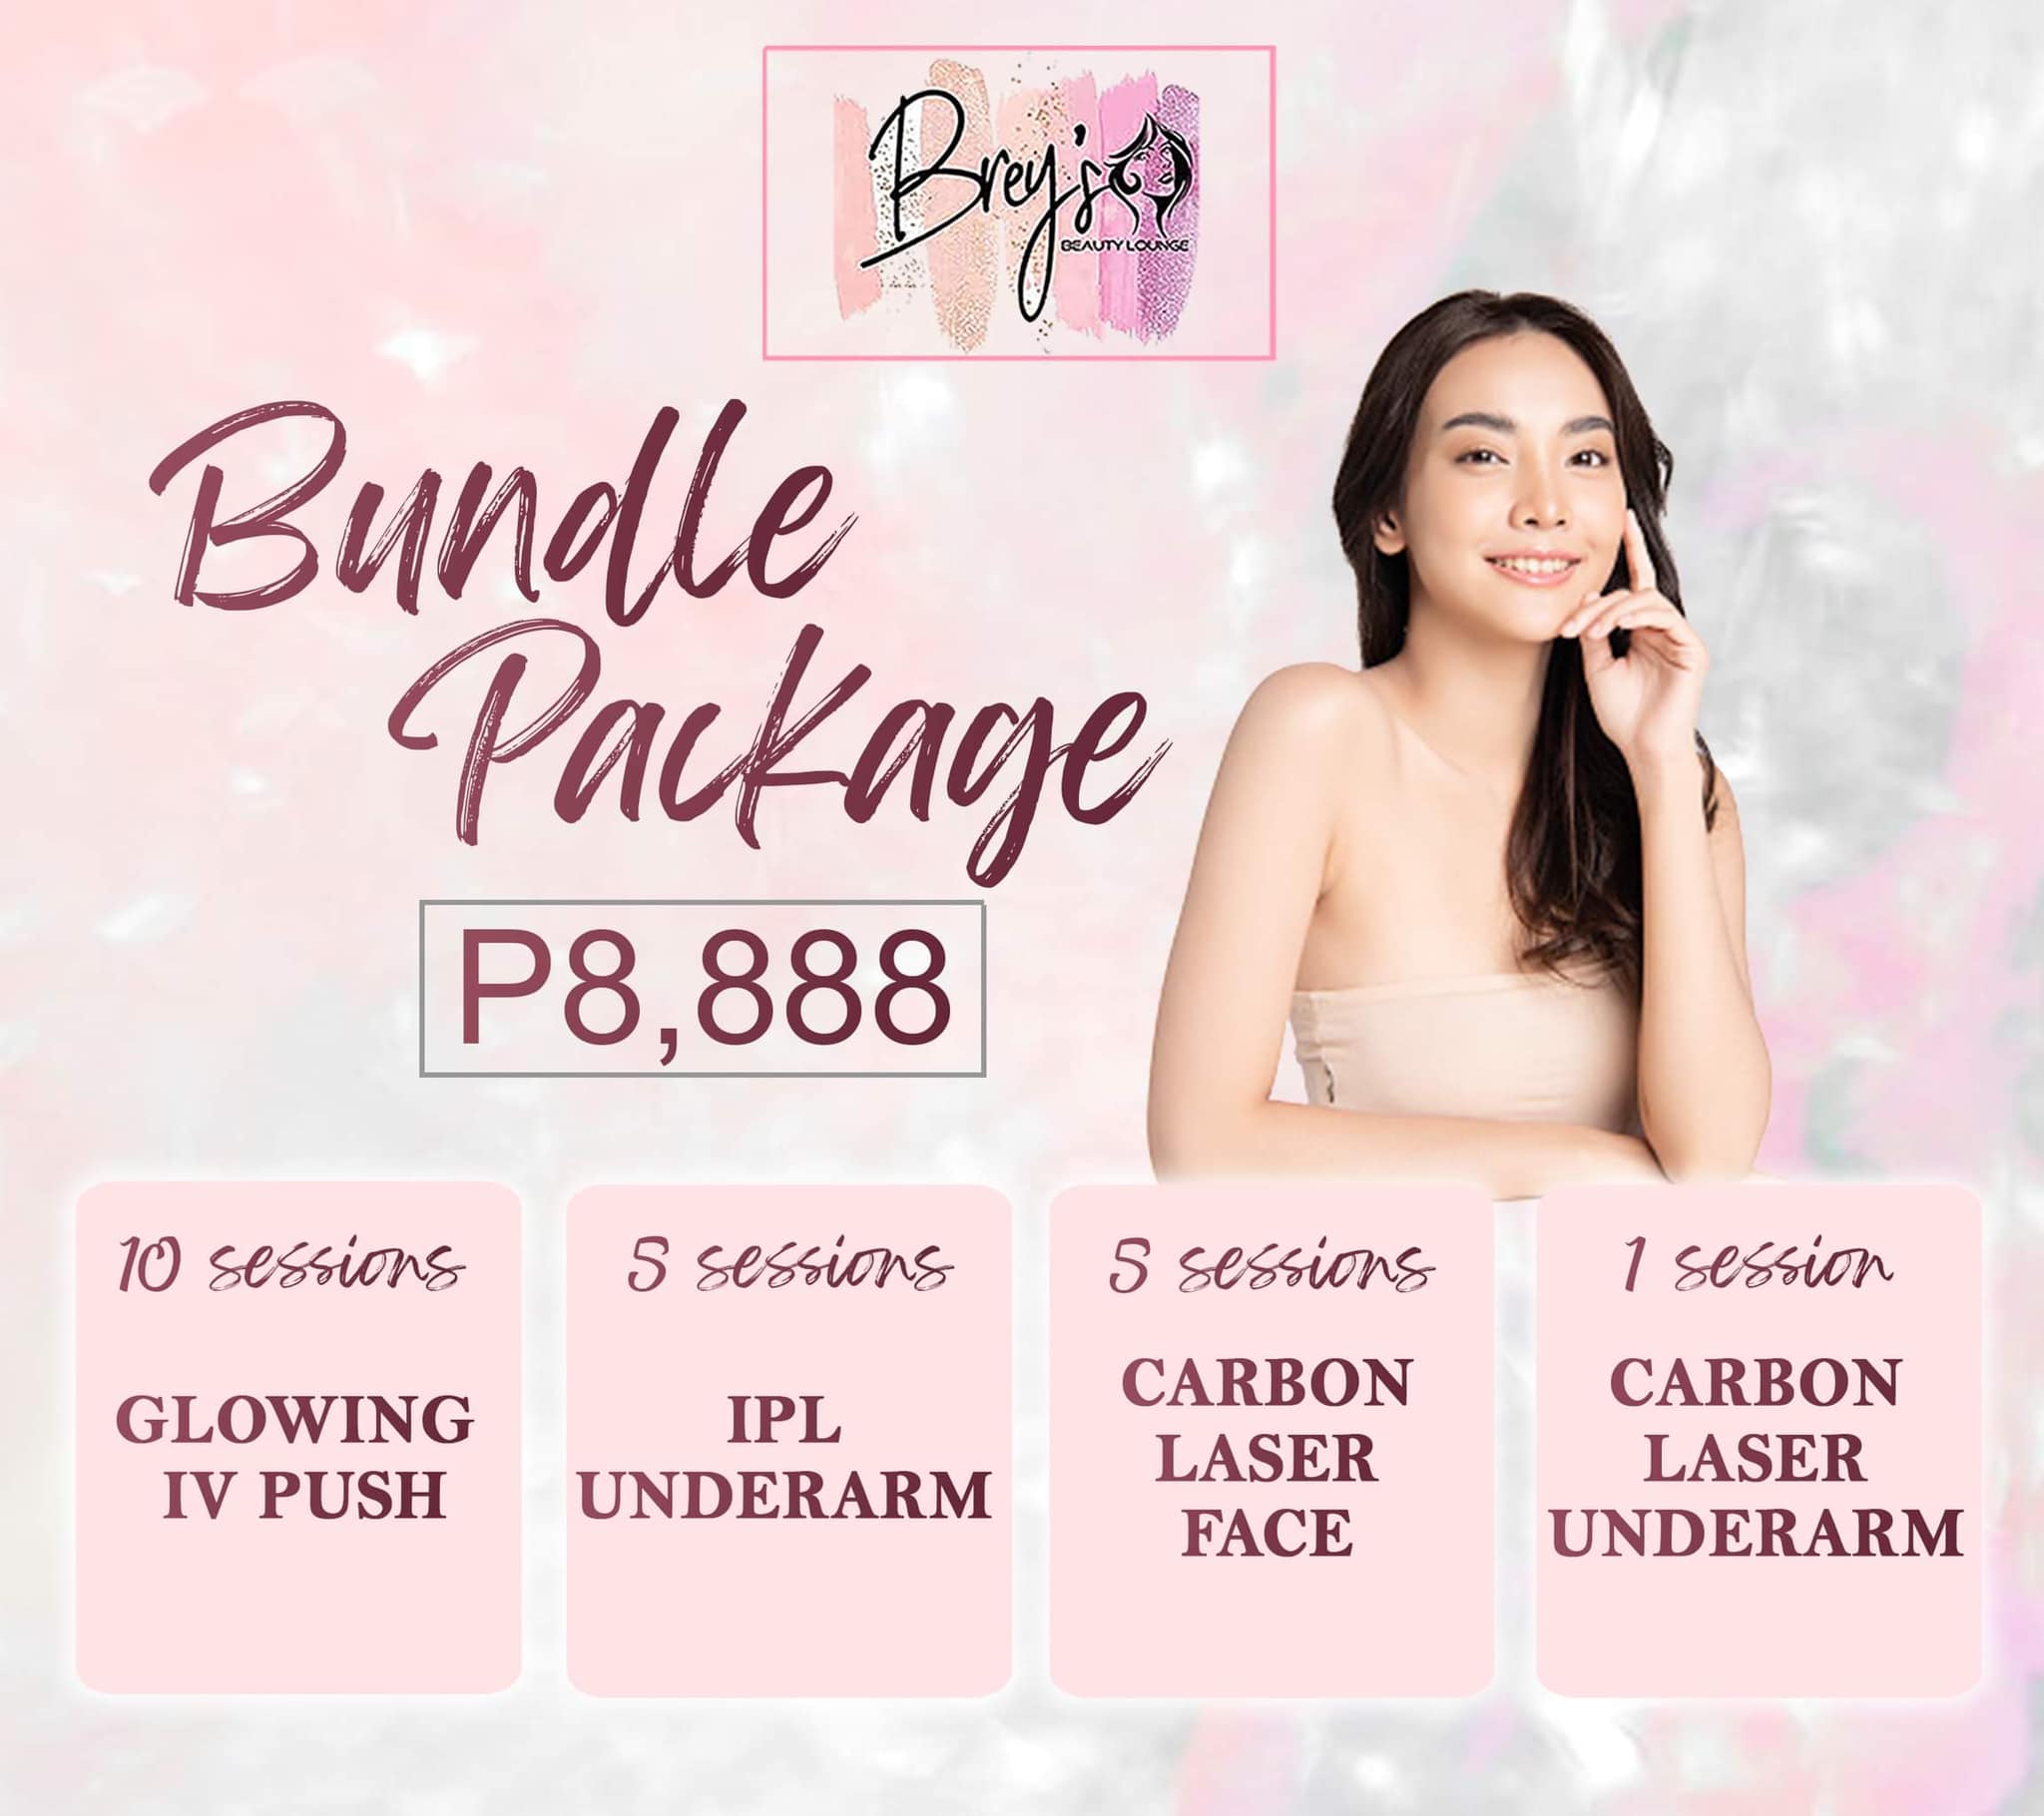 Brey's
BEAUTY LOUNGE
Bundle
Package
P8,888
10 sessions
GLOWING
IV PUSH
5 sessions
IPL
UNDERARM
5 sessions
CARBON
LASER
FACE
1 session
CARBON
LASER
UNDERARM